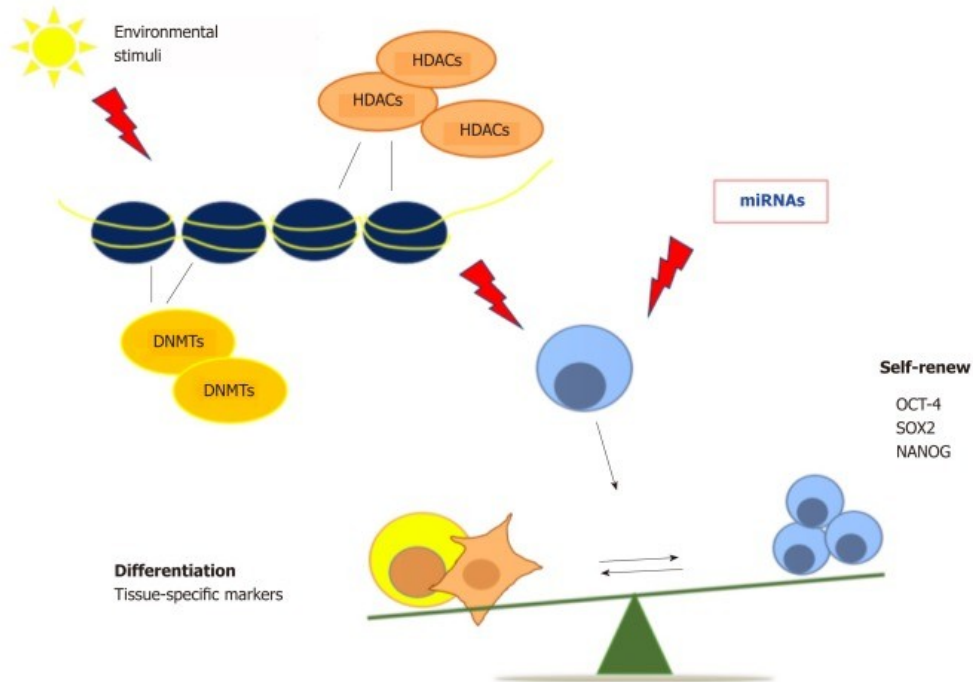 Environmental
stimuli
HDACs
HDACs
HDACs
miRNAs
DNMTs
DNMTs
Self-renew
OCT-4
SOX2
NANOG
Differentiation
Tissue-specific markers